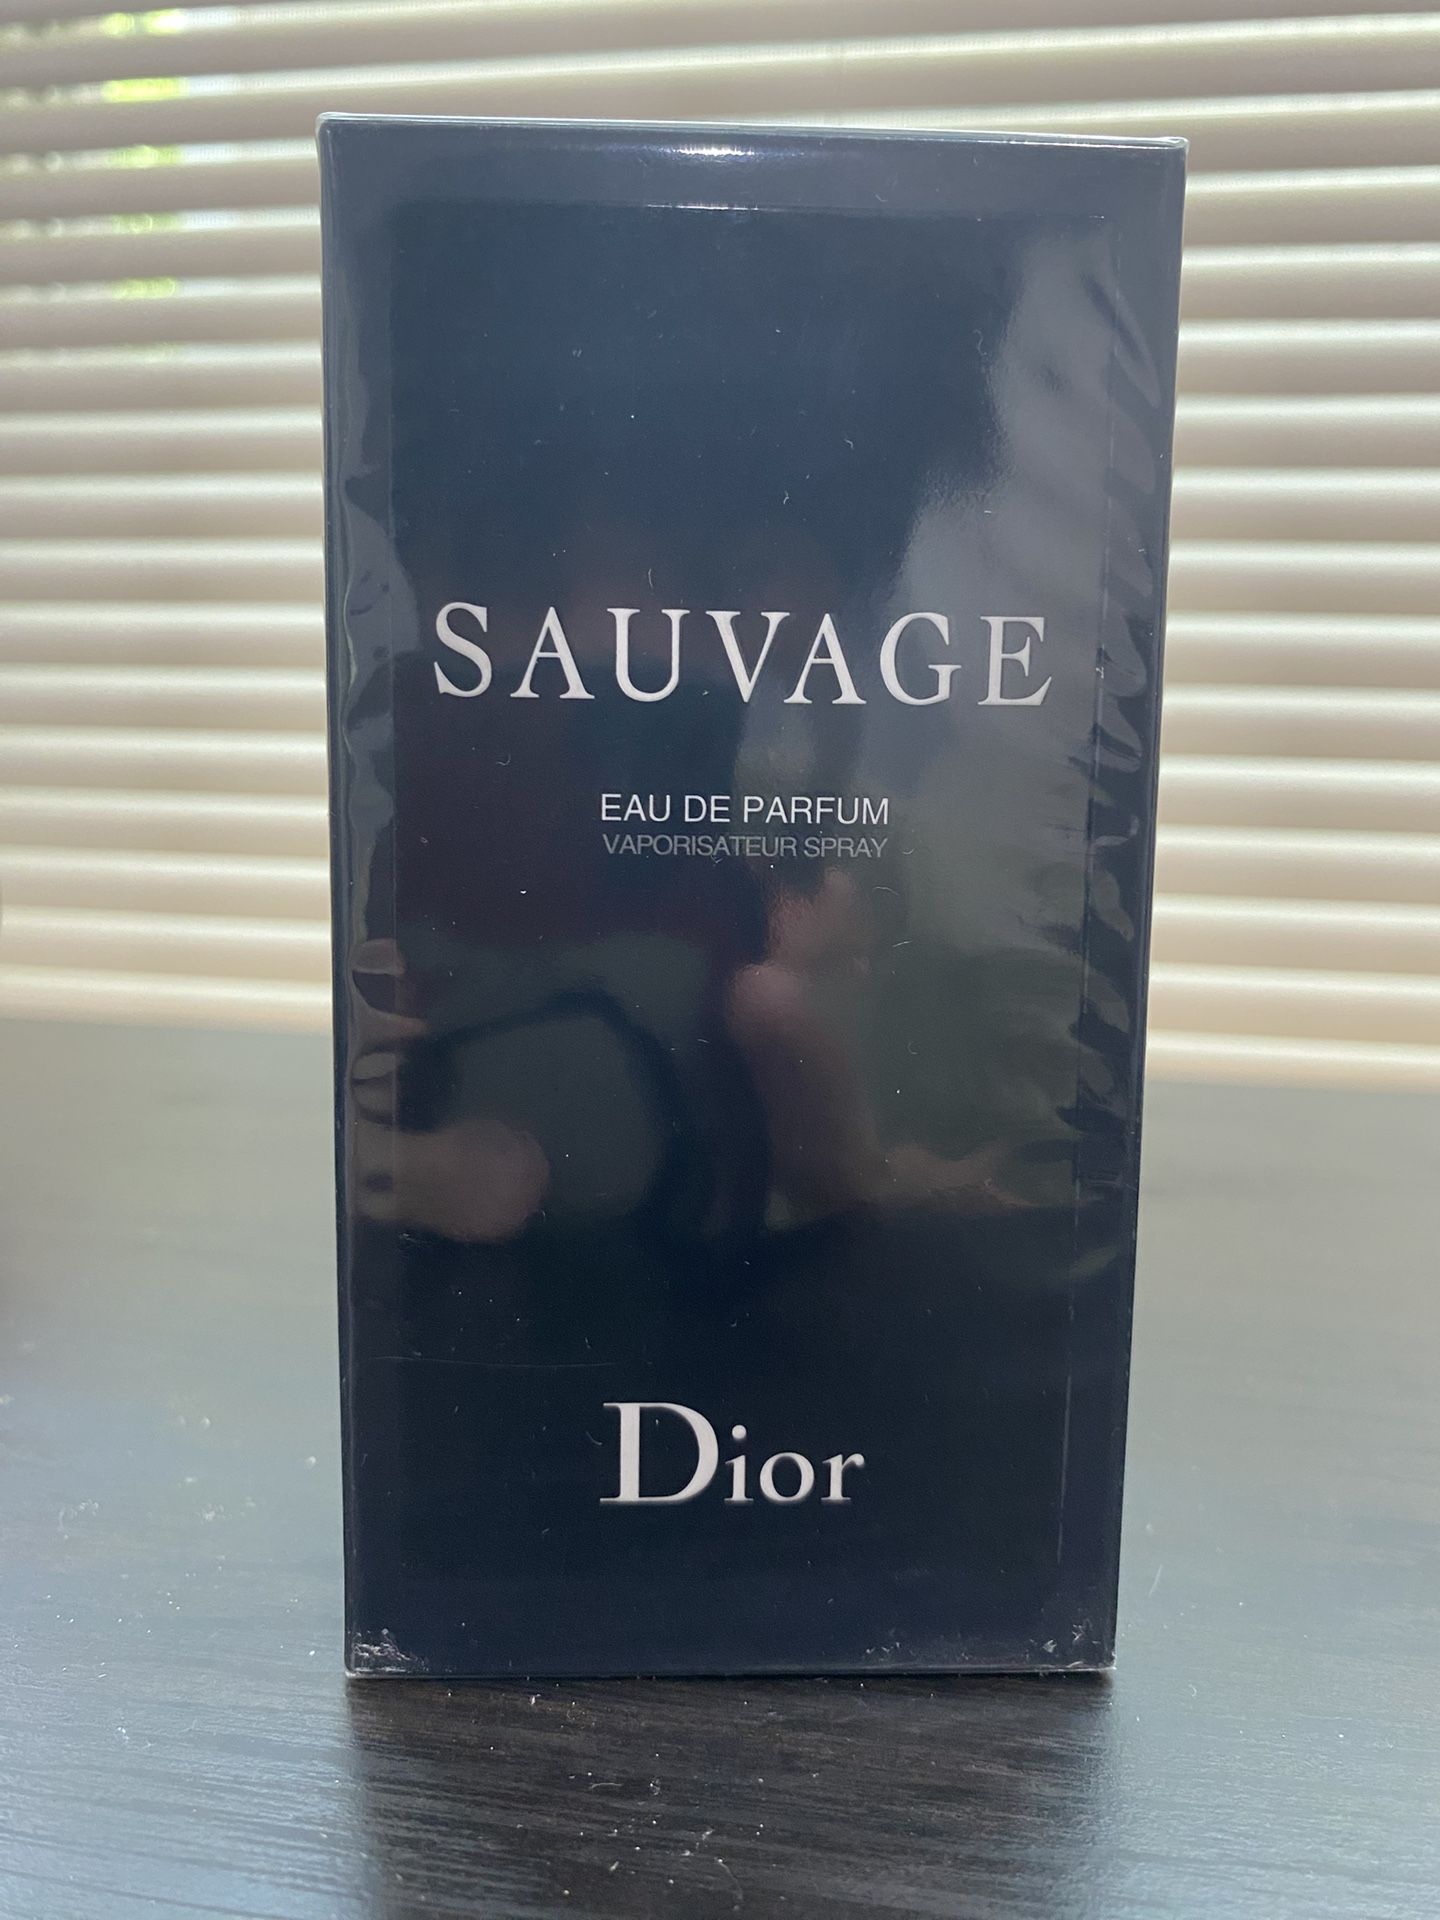 SAUVAGE
EAU DE PARFUM
VAPORISATEUR SPRAY
Dior